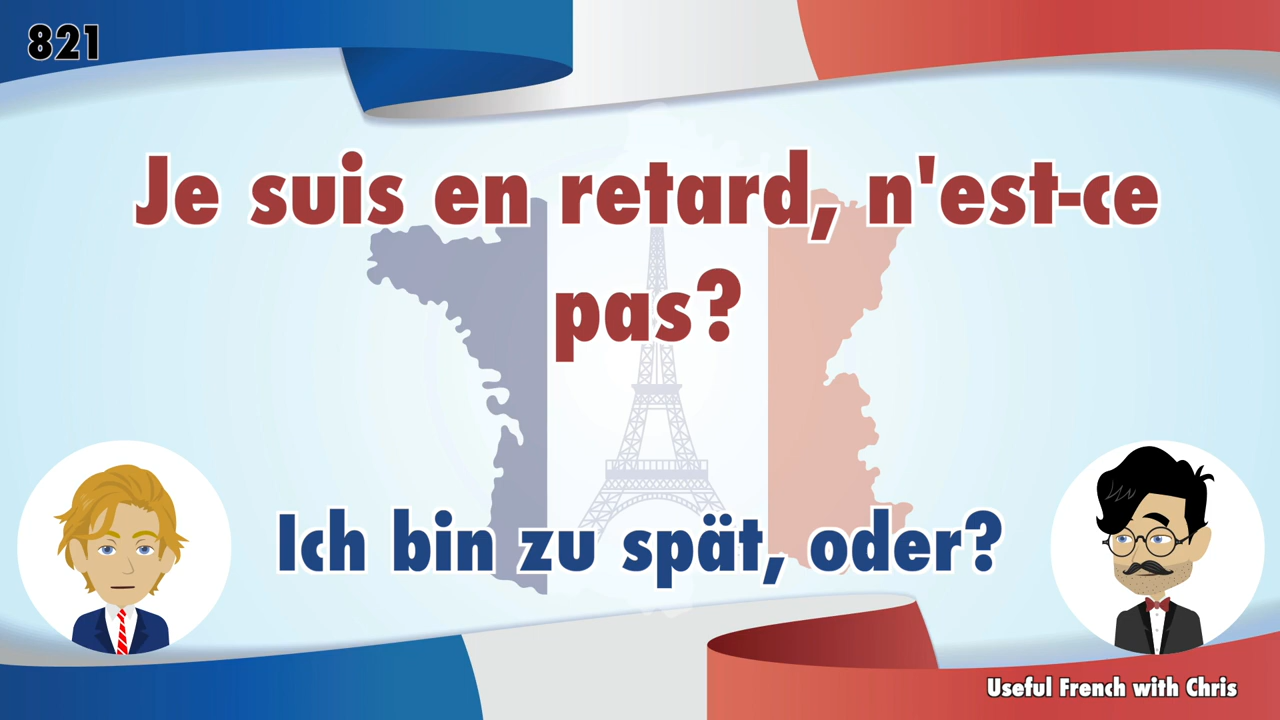 821
Je suis en retard, n'est-ce
pas?
Ich bin zu spät, oder?
Useful French with Chris